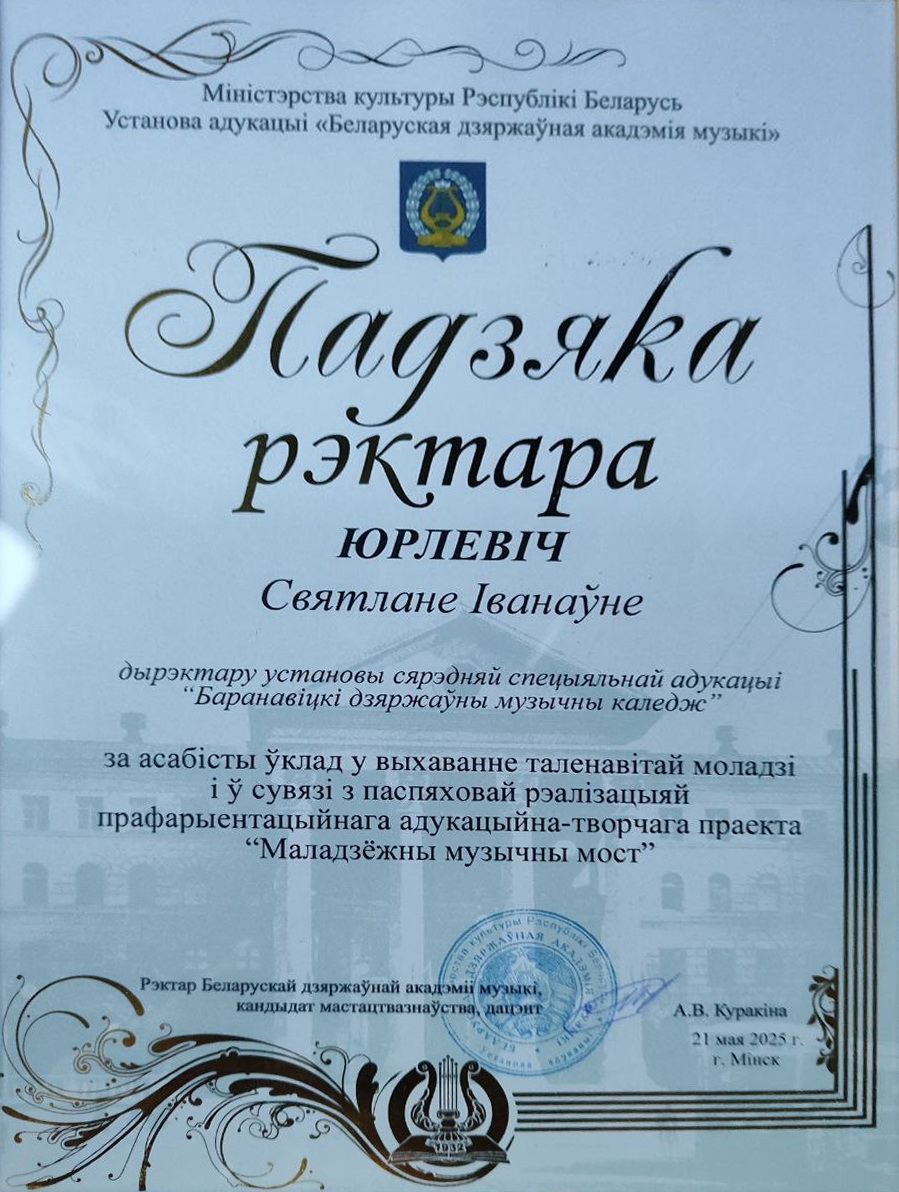 Міністэрства культуры Рэспублікі Беларусь
Установа адукацыі «Беларуская дзяржаўная акадэмія музыкі»
Падзяка
рэктара
ЮРЛЕВІЧ
Святлане Іванаўне
дырэктару установы сярэдняй спецыяльнай адукацыі
“Баранавіцкі дзяржаўны музычны каледж”
за асабісты ўклад у выхаванне таленавітай моладзі
і ў сувязі з паспяховай рэалізацыяй
прафарыентацыйнага адукацыйна-творчага праекта
“Маладзёжны музычны мост”
Рэктар Беларускай дзяржаўнай акадэміі музыкі,
кандыдат мастацтвазнаўства, дацэнт
А.В. Куракіна
21 мая 2025 г.
г. Мінск
1932